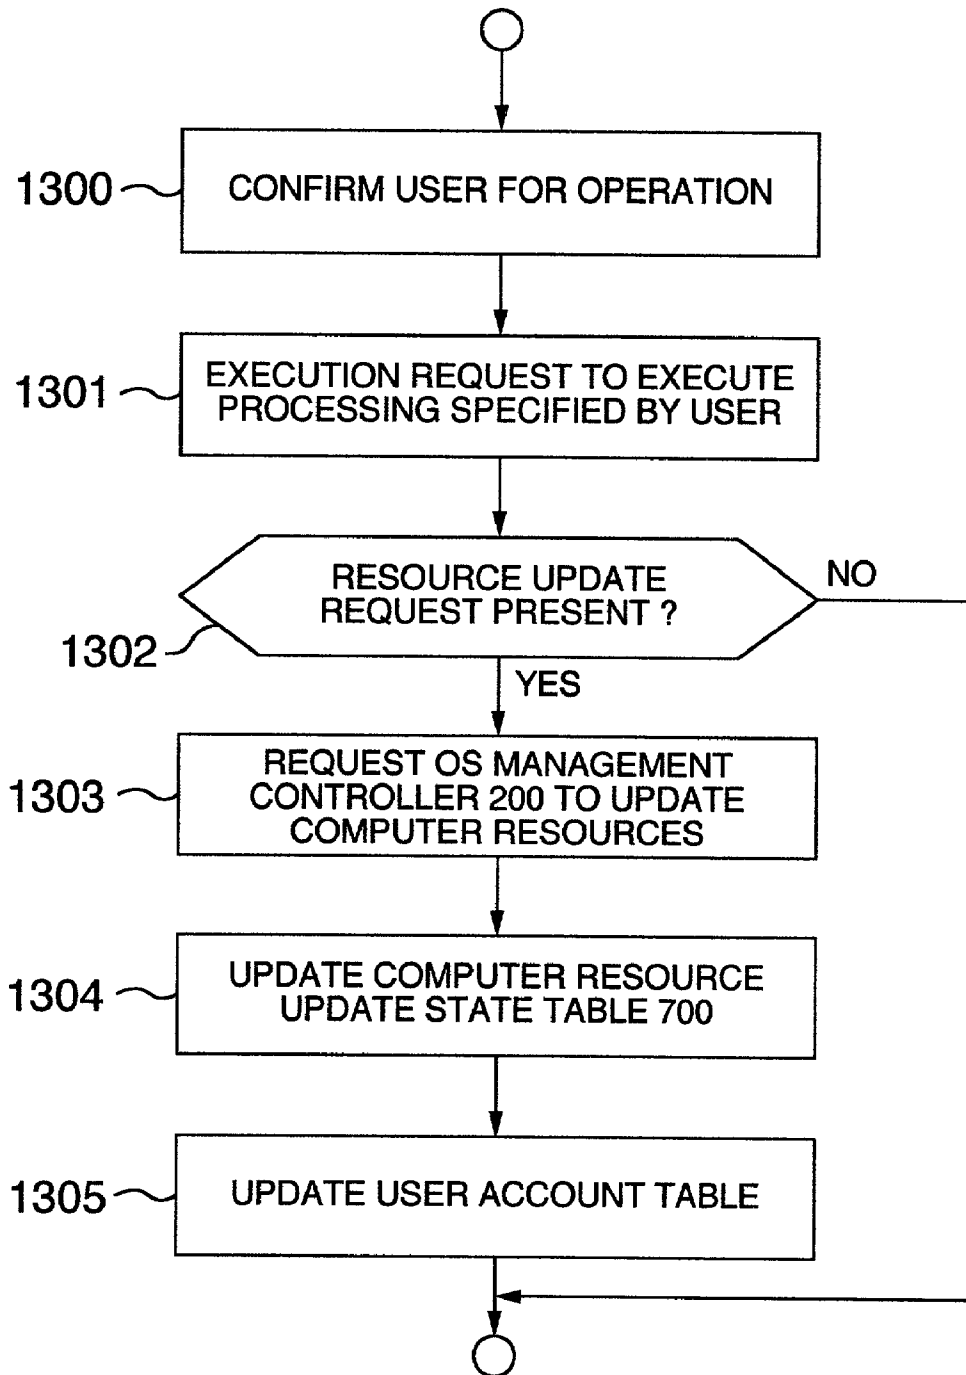 1300
CONFIRM USER FOR OPERATION
1301
EXECUTION REQUEST TO EXECUTE
PROCESSING SPECIFIED BY USER
RESOURCE UPDATE
REQUEST PRESENT ?
NO
1302
YES
1303
REQUEST OS MANAGEMENT
CONTROLLER 200 TO UPDATE
COMPUTER RESOURCES
1304
UPDATE COMPUTER RESOURCE
UPDATE STATE TABLE 700
1305
UPDATE USER ACCOUNT TABLE